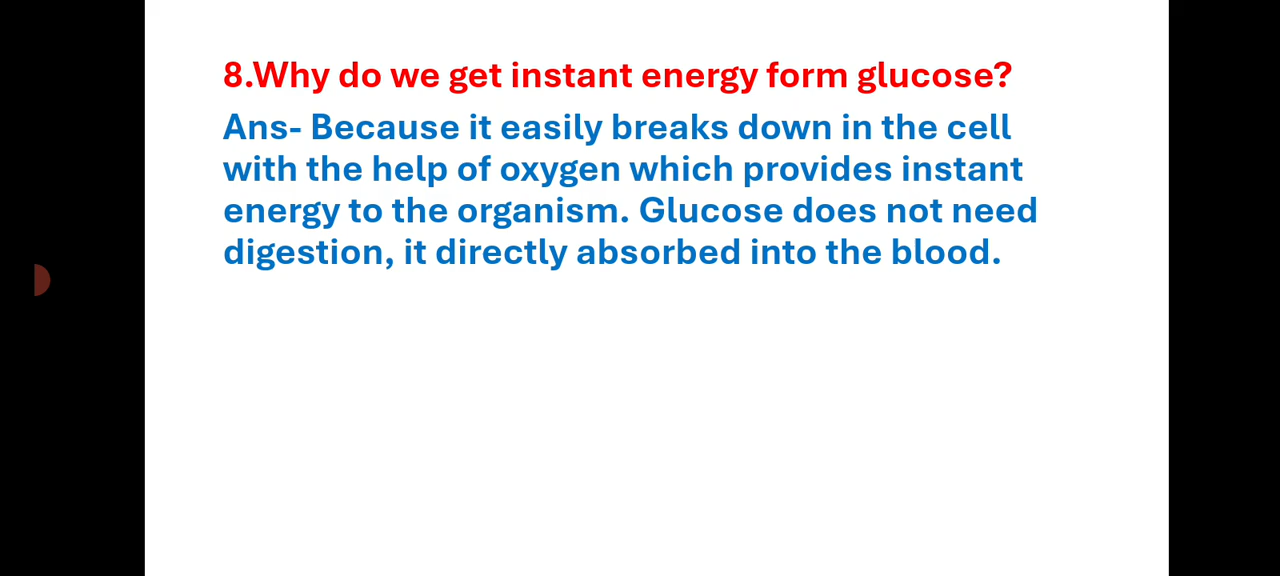 8.Why do we get instant energy form glucose?
Ans- Because it easily breaks down in the cell
with the help of oxygen which provides instant
energy to the organism. Glucose does not need
digestion, it directly absorbed into the blood.